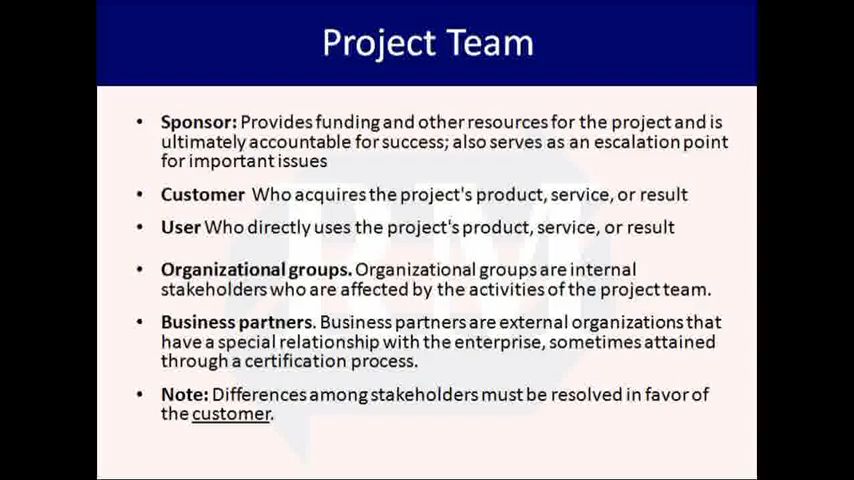 Project Team
• Sponsor: Provides funding and other resources for the project and is
ultimately accountable for success; also serves as an escalation point
for important issues
• Customer Who acquires the project's product, service, or result
• User Who directly uses the project's product, service, or result
• Organizational groups. Organizational groups are internal
stakeholders who are affected by the activities of the project team.
• Business partners. Business partners are external organizations that
have a special relationship with the enterprise, sometimes attained
through a certification process.
• Note: Differences among stakeholders must be resolved in favor of
the customer.